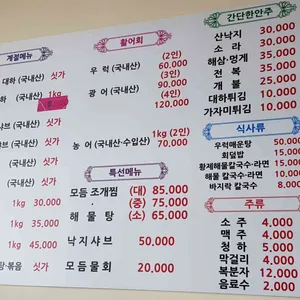 계절메뉴
대하 (국내산) 싯가
하 (국내산) 1kg
샤브 (국내산) 싯가
(국내산) 싯가
싯가
(국내산) 싯가
1kg 30,000
1kg 35,000
1kg 45,000
탕·볶음 싯가
활어회
우 럭 (국내산) (2인) 60,000
(3인) 90,000
광 어 (국내산) (4인) 120,000
농 어 (국내산·수입산) 1kg (2인) 70,000
특선메뉴
모듬 조개찜 (대) 85,000
· (중) 75,000
해 물 탕 (소) 65,000
낙지샤브 50,000
모듬물회 20,000
간단한안주
산낙지 30,000
소 라 30,000
해삼·멍게 30,000
전 복 35,000
개 불 25,000
대하튀김 10,000
가자미튀김 10,000
식사류
우럭매운탕 50,000
회덮밥 15,000
황제해물칼국수·라면 15,000
해물 칼국수·라면 10,000
바지락 칼국수 8,000
주류
소 주 4,000
맥 주 4,000
청 하 5,000
막걸리 4,000
복분자 12,000
음료수 2,000